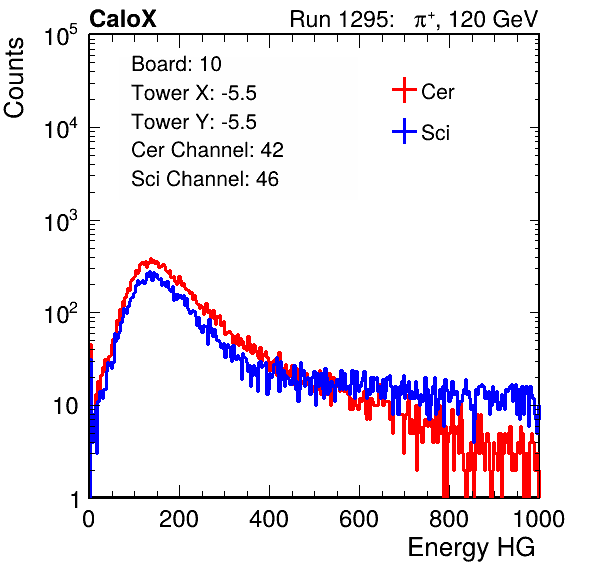 CaloX Run 1295: π⁺, 120 GeV
Counts
Board: 10
Tower X: -5.5
Tower Y: -5.5
Cer Channel: 42
Sci Channel: 46
Cer
Sci
10⁵
10⁴
10³
10²
10
1
0 200 400 600 800 1000
Energy HG